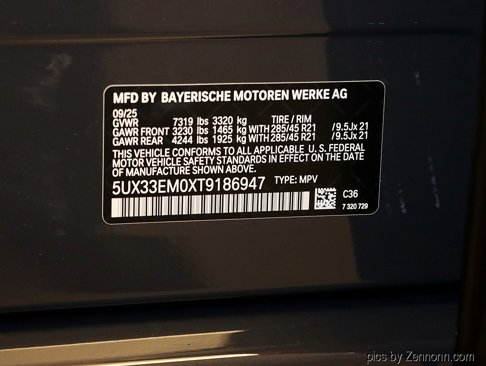 MFD BY BAYERISCHE MOTOREN WERKE AG
09/25
GVWR 7319 lbs 3320 kg TIRE / RIM
GAWR FRONT 3230 lbs 1465 kg WITH 285/45 R21 / 9.5Jx 21
GAWR REAR 4244 lbs 1925 kg WITH 285/45 R21 / 9.5Jx 21
THIS VEHICLE CONFORMS TO ALL APPLICABLE U. S. FEDERAL
MOTOR VEHICLE SAFETY STANDARDS IN EFFECT ON THE DATE
OF MANUFACTURE SHOWN ABOVE.
5UX33EM0XT9186947 TYPE: MPV
C36
7 320 729
pics by Zennonn.com